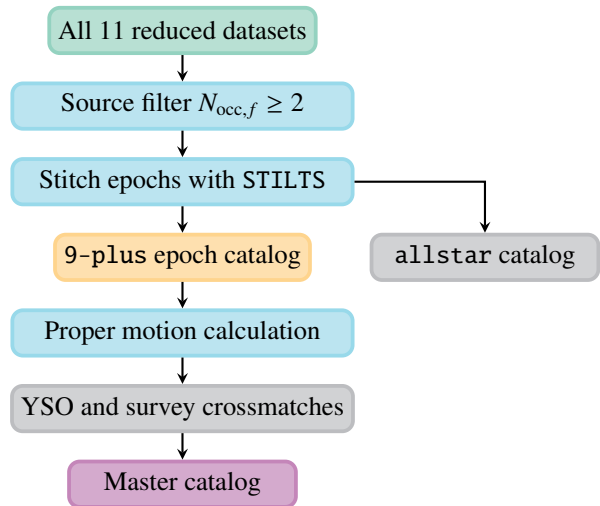 All 11 reduced datasets
Source filter N_occ,f ≥ 2
Stitch epochs with STILTS
9-plus epoch catalog
allstar catalog
Proper motion calculation
YSO and survey crossmatches
Master catalog